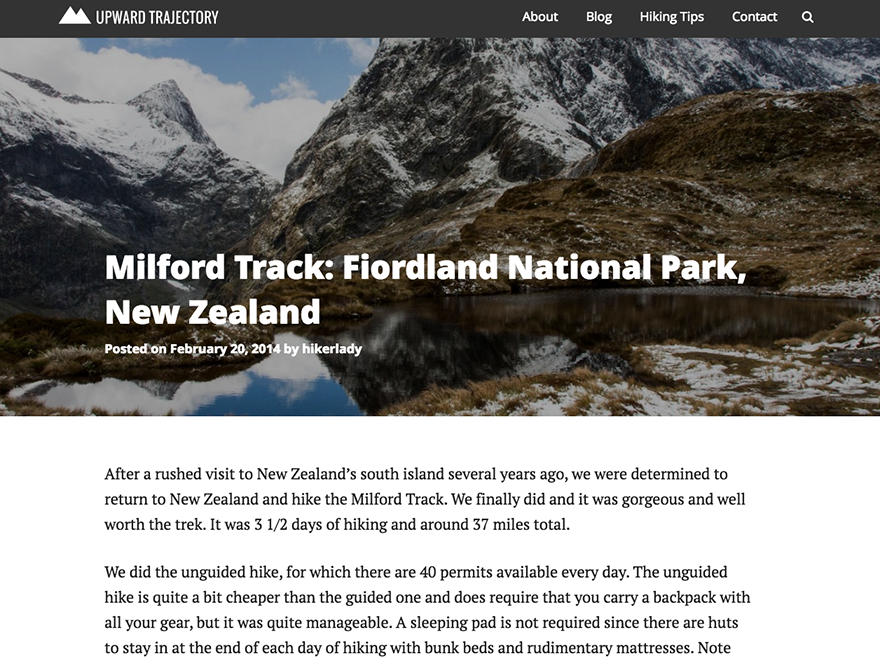 UPWARD TRAJECTORY
About Blog Hiking Tips Contact
Milford Track: Fiordland National Park,
New Zealand
Posted on February 20, 2014 by hikerlady
After a rushed visit to New Zealand’s south island several years ago, we were determined to
return to New Zealand and hike the Milford Track. We finally did and it was gorgeous and well
worth the trek. It was 3 1/2 days of hiking and around 37 miles total.
We did the unguided hike, for which there are 40 permits available every day. The unguided
hike is quite a bit cheaper than the guided one and does require that you carry a backpack with
all your gear, but it was quite manageable. A sleeping pad is not required since there are huts
to stay in at the end of each day of hiking with bunk beds and rudimentary mattresses. Note